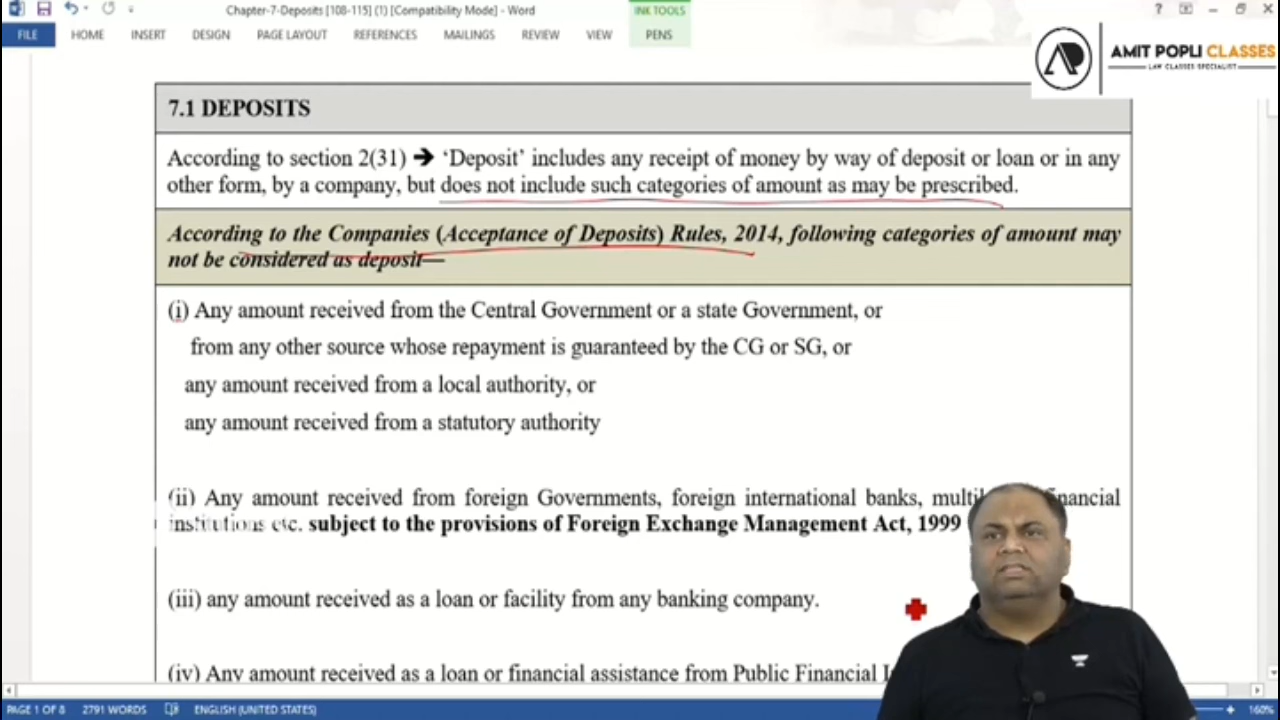 Chapter-7-Deposits [108-115] (1) [Compatibility Mode] - Word
INK TOOLS
FILE HOME INSERT DESIGN PAGE LAYOUT REFERENCES MAILINGS REVIEW VIEW PENS
AMIT POPLI CLASSES
LAW CLASSES SPECIALIST
7.1 DEPOSITS
According to section 2(31) ➔ ‘Deposit’ includes any receipt of money by way of deposit or loan or in any
other form, by a company, but does not include such categories of amount as may be prescribed.
According to the Companies (Acceptance of Deposits) Rules, 2014, following categories of amount may
not be considered as deposit—
(i) Any amount received from the Central Government or a state Government, or
from any other source whose repayment is guaranteed by the CG or SG, or
any amount received from a local authority, or
any amount received from a statutory authority
(ii) Any amount received from foreign Governments, foreign international banks, financial
institutions etc. subject to the provisions of Foreign Exchange Management Act, 1999
(iii) any amount received as a loan or facility from any banking company.
(iv) Any amount received as a loan or financial assistance from Public Financial
PAGE 1 OF 8 2791 WORDS ENGLISH (UNITED STATES) 160%